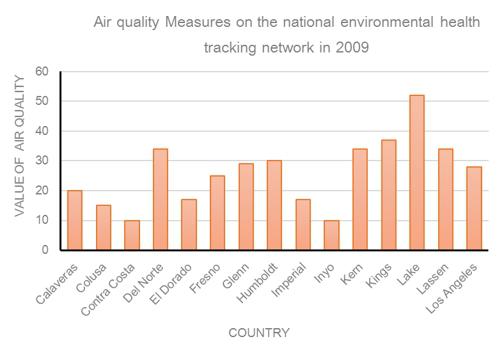 Air quality Measures on the national environmental health
tracking network in 2009
VALUE OF AIR QUALITY
60
50
40
30
20
10
0
Calaveras
Colusa
Contra Costa
Del Norte
El Dorado
Fresno
Glenn
Humboldt
Imperial
Inyo
Kern
Kings
Lake
Lassen
Los Angeles
COUNTRY